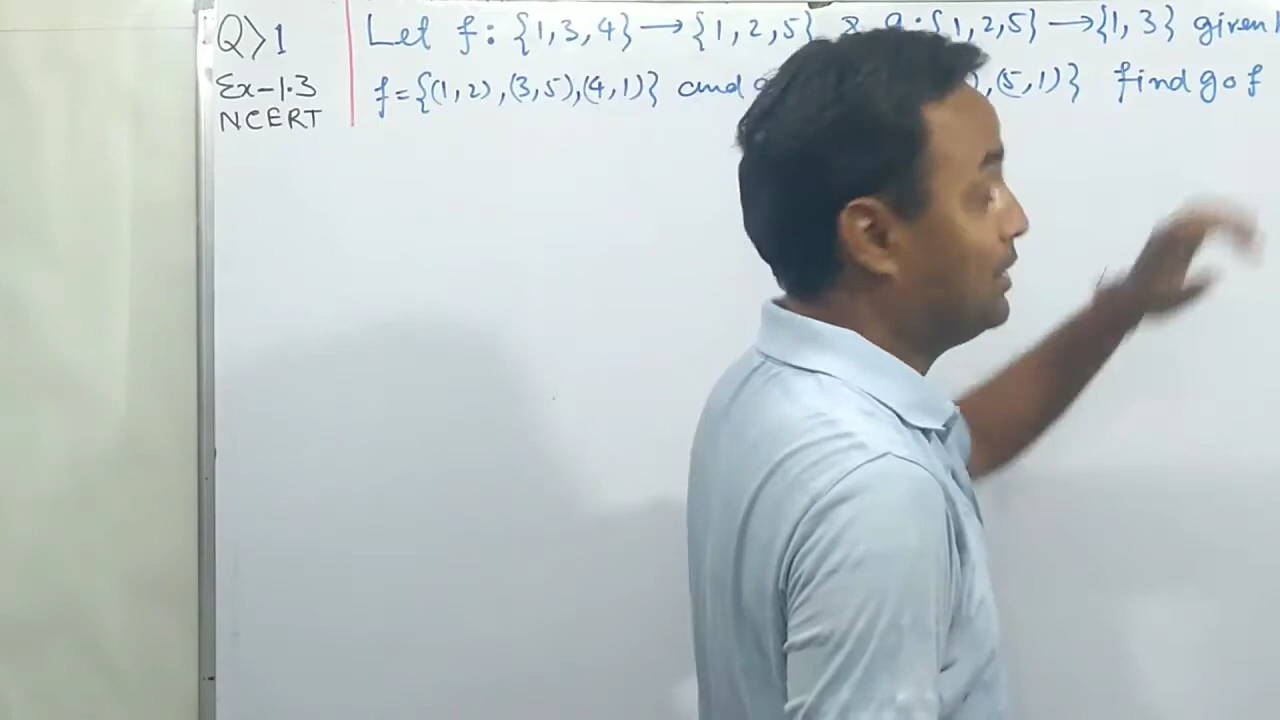 Q>1
Ex-1.3
NCERT
Let f: {1,3,4} → {1,2,5} & g:{1,2,5} → {1,3} given
f={(1,2),(3,5),(4,1)} and ),(5,1)} find gof